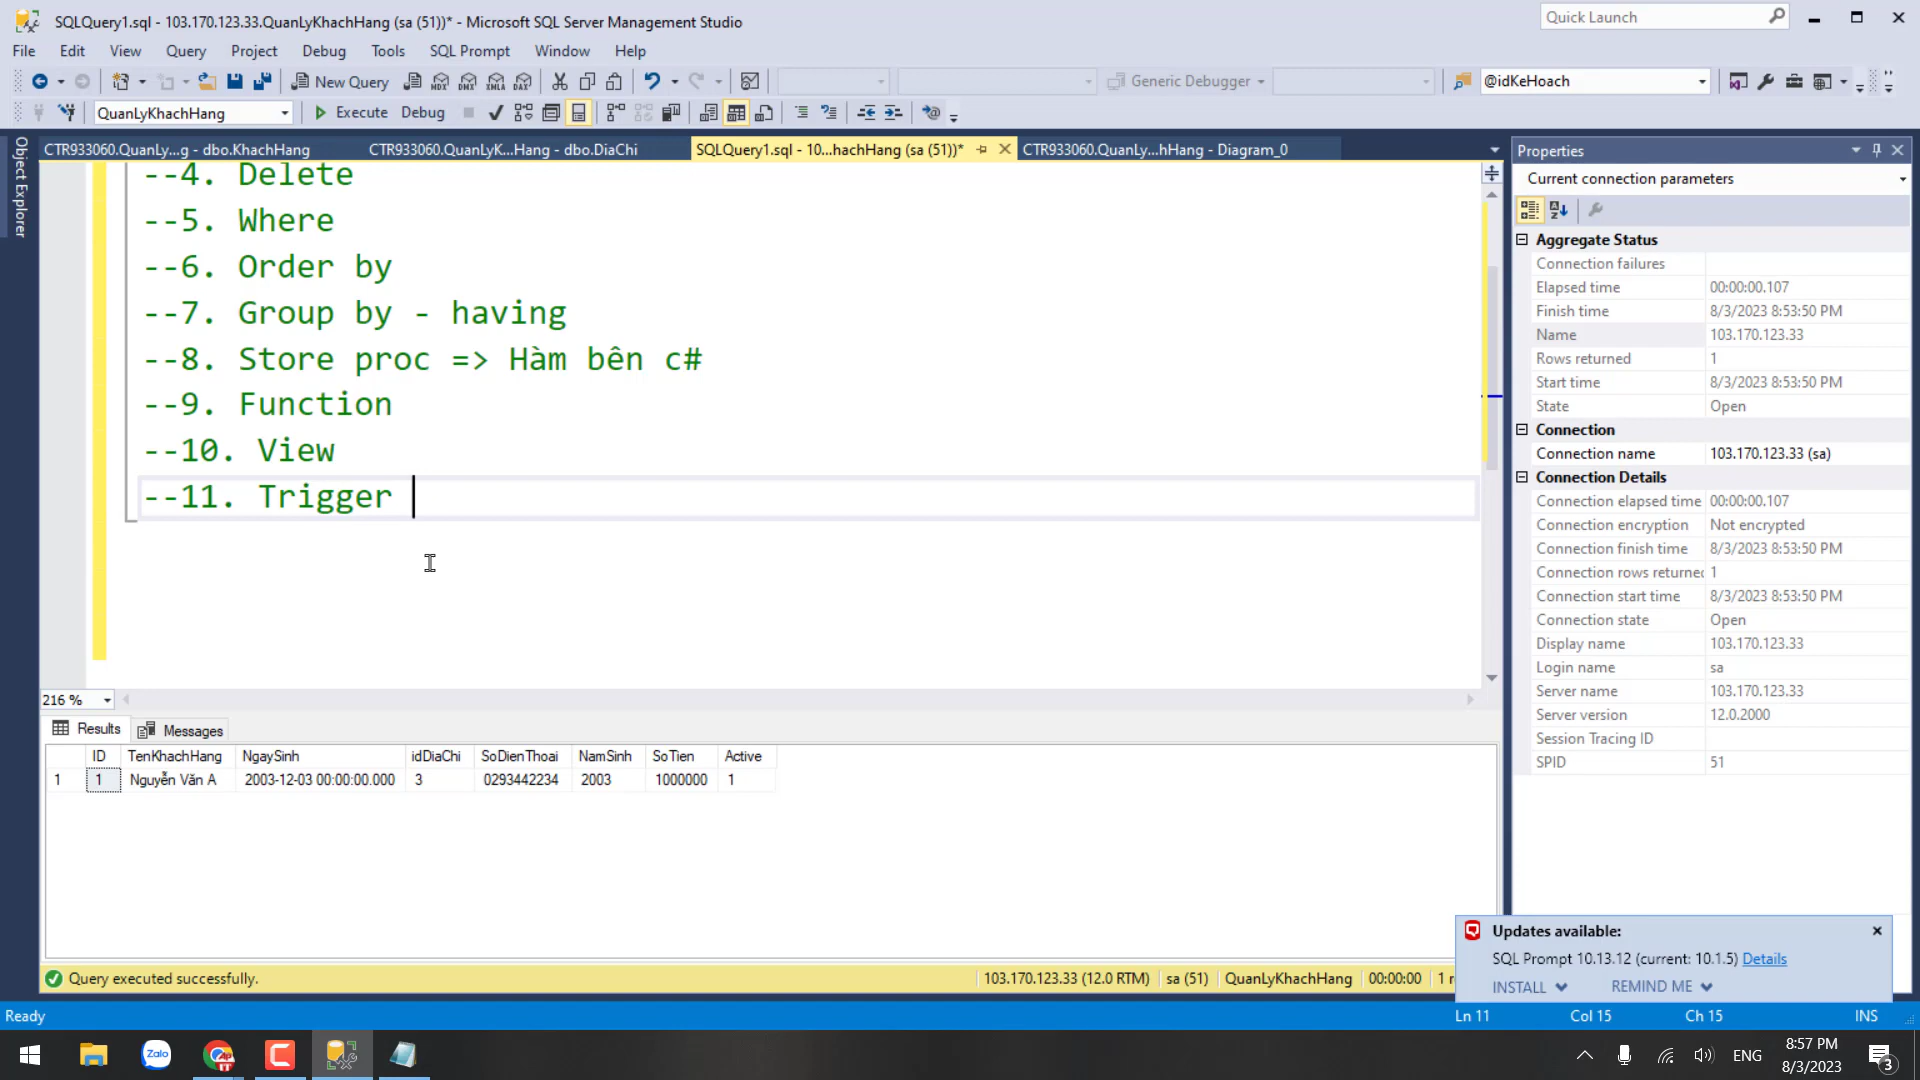 SQLQuery1.sql - 103.170.123.33.QuanLyKhachHang (sa (51))* - Microsoft SQL Server Management Studio
Quick Launch
File Edit View Query Project Debug Tools SQL Prompt Window Help
New Query
MDX DMX XMLA DAX
Generic Debugger
@idKeHoach
QuanLyKhachHang
Execute Debug
Object Explorer
CTR933060.QuanLy...g - dbo.KhachHang
CTR933060.QuanLyK...Hang - dbo.DiaChi
SQLQuery1.sql - 10...hachHang (sa (51))*
CTR933060.QuanLy...hHang - Diagram_0
--4. Delete
--5. Where
--6. Order by
--7. Group by - having
--8. Store proc => Hàm bên c#
--9. Function
--10. View
--11. Trigger
216 %
Results Messages
ID TenKhachHang NgaySinh idDiaChi SoDienThoai NamSinh SoTien Active
1 1 Nguyễn Văn A 2003-12-03 00:00:00.000 3 0293442234 2003 1000000 1
Query executed successfully.
103.170.123.33 (12.0 RTM) sa (51) QuanLyKhachHang 00:00:00 1 r
Properties
Current connection parameters
Aggregate Status
Connection failures
Elapsed time 00:00:00.107
Finish time 8/3/2023 8:53:50 PM
Name 103.170.123.33
Rows returned 1
Start time 8/3/2023 8:53:50 PM
State Open
Connection
Connection name 103.170.123.33 (sa)
Connection Details
Connection elapsed time 00:00:00.107
Connection encryption Not encrypted
Connection finish time 8/3/2023 8:53:50 PM
Connection rows returned 1
Connection start time 8/3/2023 8:53:50 PM
Connection state Open
Display name 103.170.123.33
Login name sa
Server name 103.170.123.33
Server version 12.0.2000
Session Tracing ID
SPID 51
Updates available:
SQL Prompt 10.13.12 (current: 10.1.5) Details
INSTALL REMIND ME
Ready
Ln 11 Col 15 Ch 15 INS
Zalo
ENG
8:57 PM
8/3/2023
3